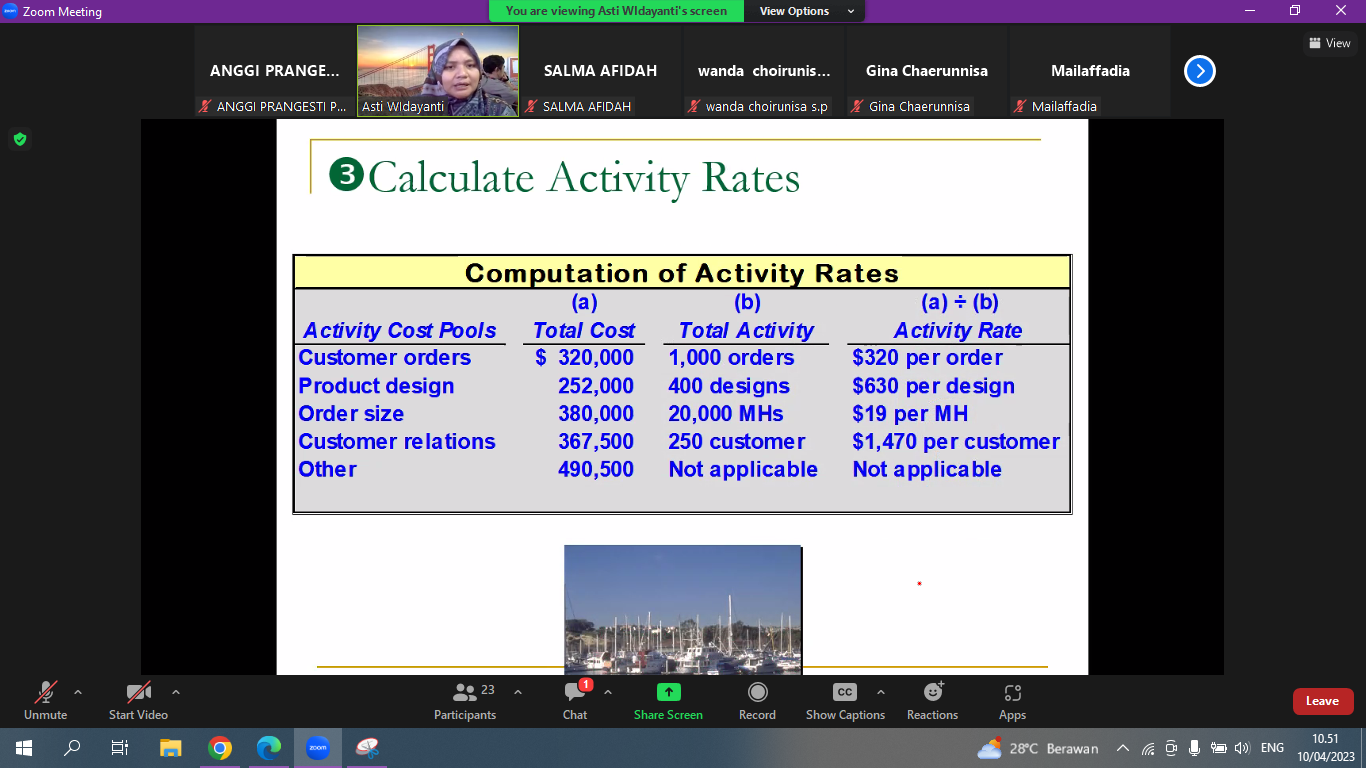 Zoom Meeting
You are viewing Asti WIdayanti's screen
View Options
View
ANGGI PRANGE...
SALMA AFIDAH
wanda choirunis...
Gina Chaerunnisa
Mailaffadia
ANGGI PRANGESTI P...
Asti WIdayanti
SALMA AFIDAH
wanda choirunisa s.p
Gina Chaerunnisa
Mailaffadia
❸Calculate Activity Rates
Computation of Activity Rates
(a) (b) (a) ÷ (b)
Activity Cost Pools Total Cost Total Activity Activity Rate
Customer orders $ 320,000 1,000 orders $320 per order
Product design 252,000 400 designs $630 per design
Order size 380,000 20,000 MHs $19 per MH
Customer relations 367,500 250 customer $1,470 per customer
Other 490,500 Not applicable Not applicable
23
1
CC
Unmute
Start Video
Participants
Chat
Share Screen
Record
Show Captions
Reactions
Apps
Leave
zoom
28°C Berawan
ENG
10.51
10/04/2023